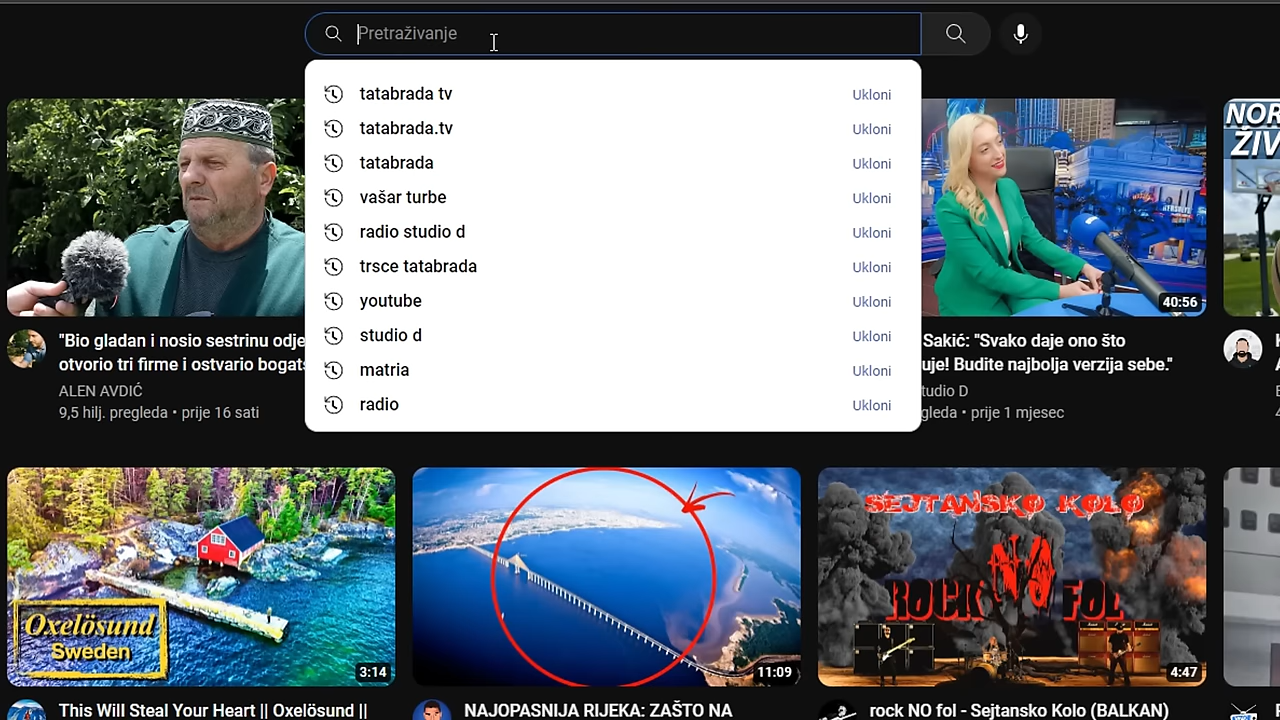 Pretraživanje
tatabrada tv Ukloni
tatabrada.tv Ukloni
tatabrada Ukloni
vašar turbe Ukloni
radio studio d Ukloni
trsce tatabrada Ukloni
youtube Ukloni
studio d Ukloni
matria Ukloni
radio Ukloni
40:56
NOR
ŽIV
"Bio gladan i nosio sestrinu odje
otvorio tri firme i ostvario bogats
ALEN AVDIĆ
9,5 hilj. pregleda • prije 16 sati
Sakić: "Svako daje ono što
uje! Budite najbolja verzija sebe."
tudio D
gleda • prije 1 mjesec
Oxelösund
Sweden
3:14
11:09
SEJTANSKO KOLO
ROCK NO FOL
4:47
This Will Steal Your Heart || Oxelösund ||
NAJOPASNIJA RIJEKA: ZAŠTO NA
rock NO fol - Sejtansko Kolo (BALKAN)